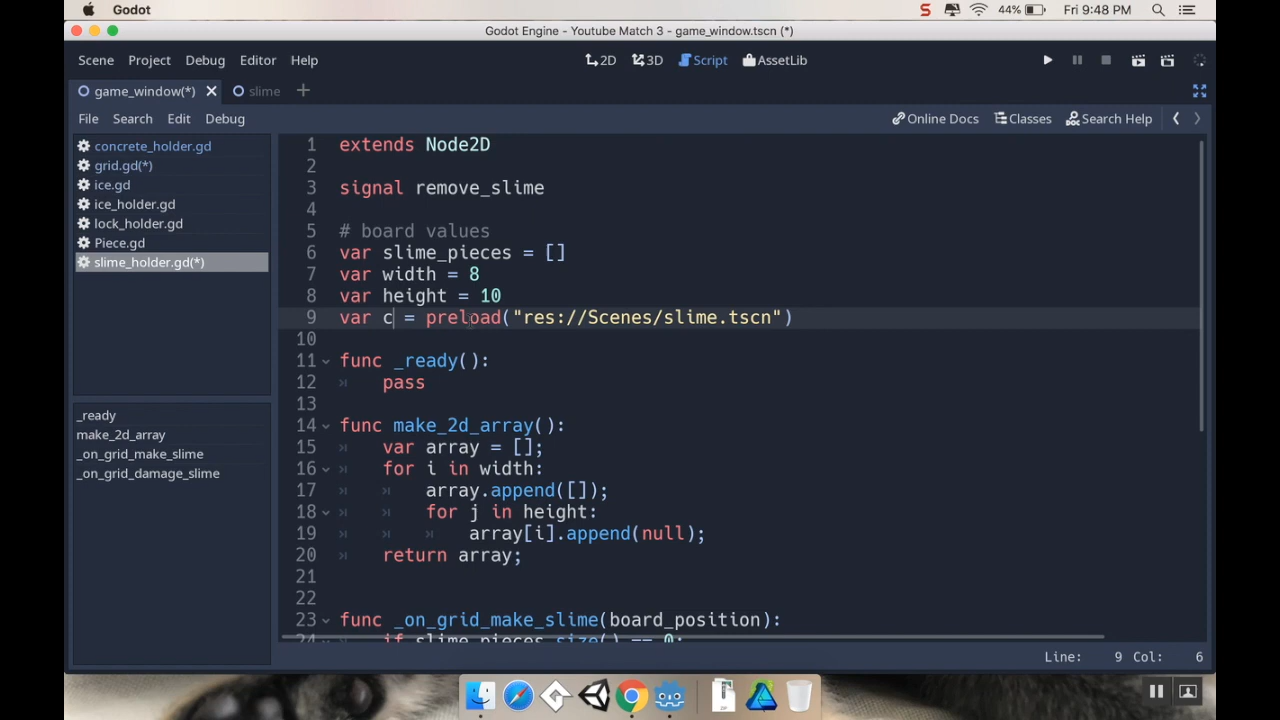 Godot
S
44%
Fri 9:48 PM
Godot Engine - Youtube Match 3 - game_window.tscn (*)
Scene Project Debug Editor Help
2D 3D Script AssetLib
game_window(*) slime
File Search Edit Debug
Online Docs Classes Search Help
concrete_holder.gd
grid.gd(*)
ice.gd
ice_holder.gd
lock_holder.gd
Piece.gd
slime_holder.gd(*)
_ready
make_2d_array
_on_grid_make_slime
_on_grid_damage_slime
1 extends Node2D
2
3 signal remove_slime
4
5 # board values
6 var slime_pieces = []
7 var width = 8
8 var height = 10
9 var c = preload("res://Scenes/slime.tscn")
10
11 func _ready():
12 pass
13
14 func make_2d_array():
15 var array = [];
16 for i in width:
17 array.append([]);
18 for j in height:
19 array[i].append(null);
20 return array;
21
22
23 func _on_grid_make_slime(board_position):
24 if slime_pieces.size() == 0:
Line: 9 Col: 6